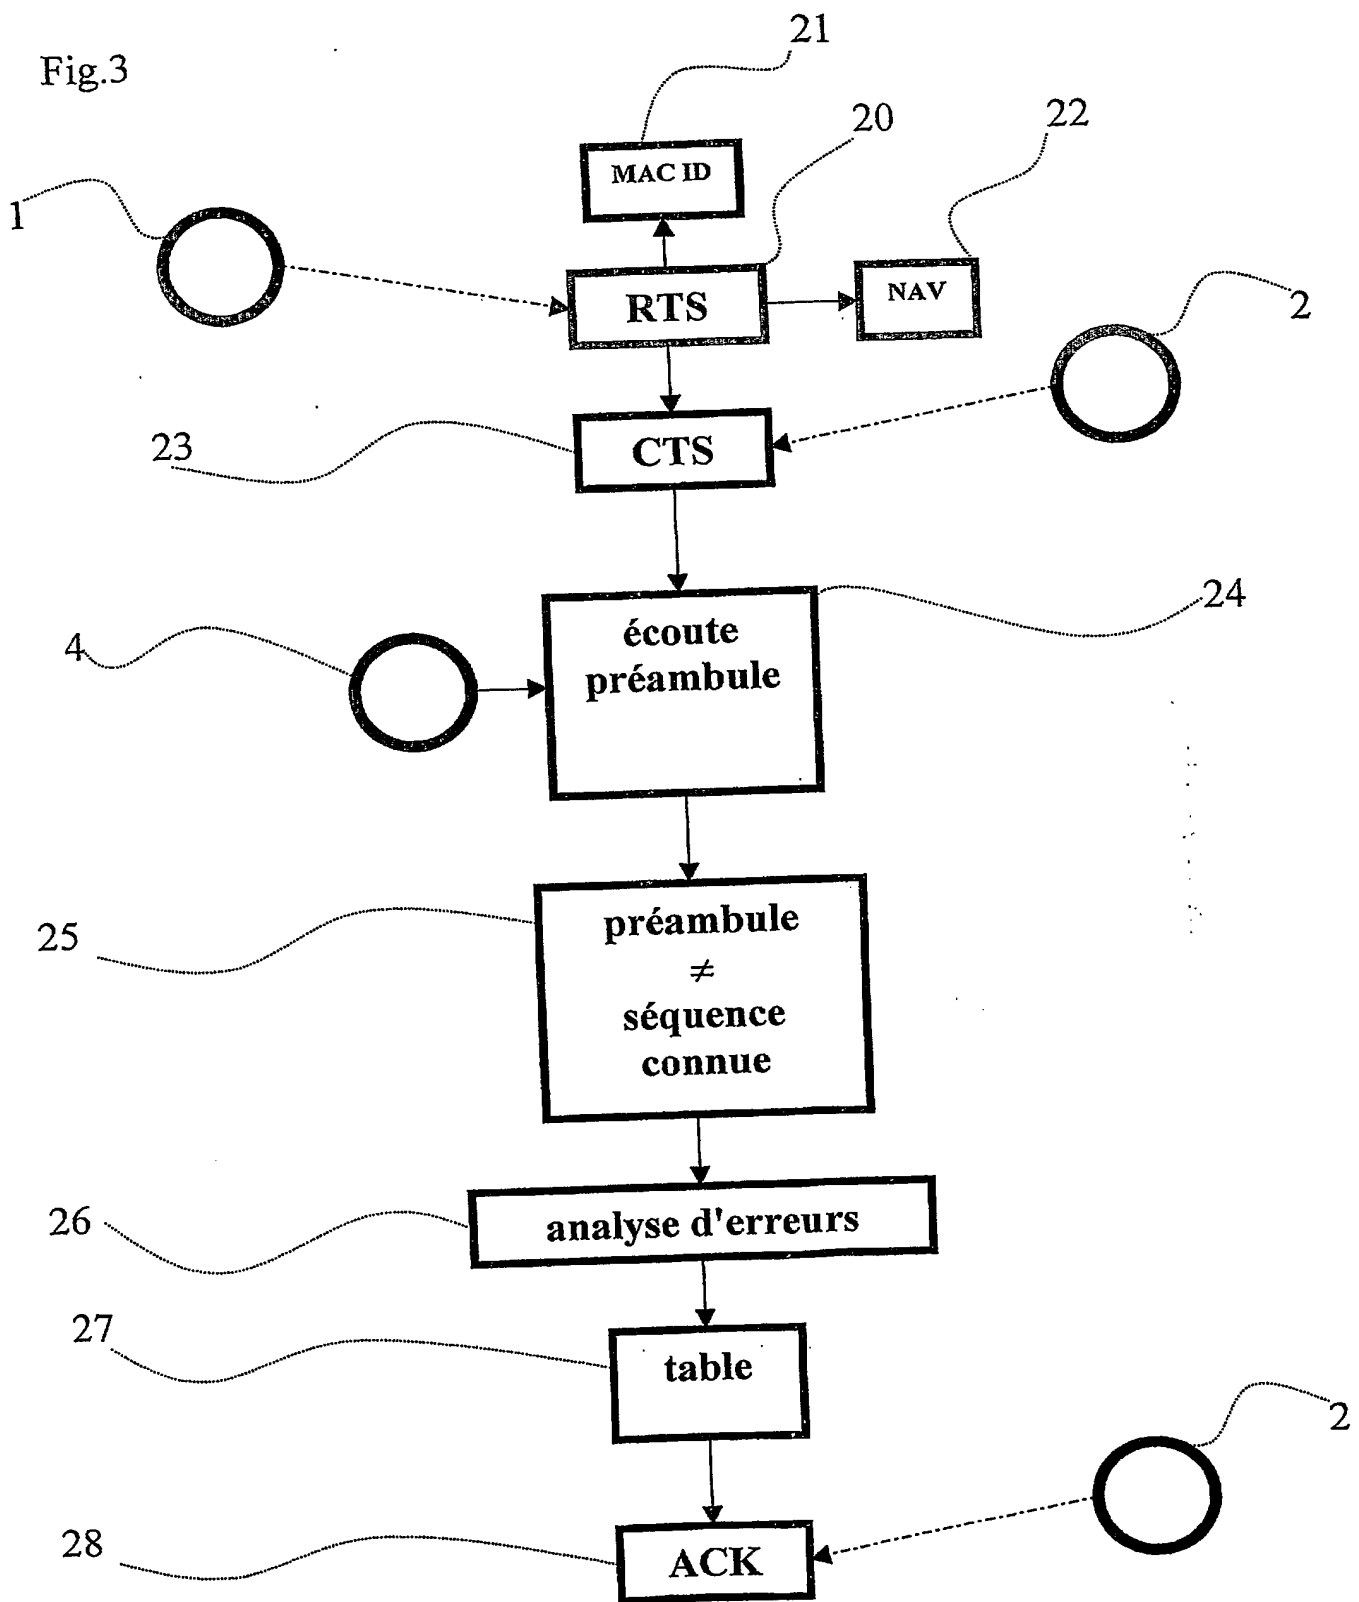 21
Fig.3
20
22
MAC ID
1
RTS
NAV
2
23
CTS
24
écoute
préambule
4
25
préambule
≠
séquence
connue
26
analyse d'erreurs
27
table
2
28
ACK